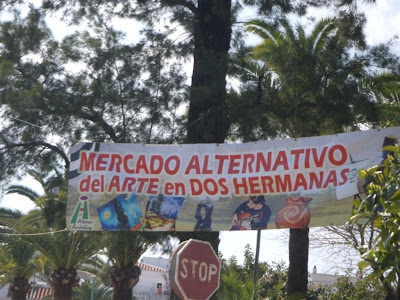 MERCADO ALTERNATIVO
del ARTE en DOS HERMANAS
STOP